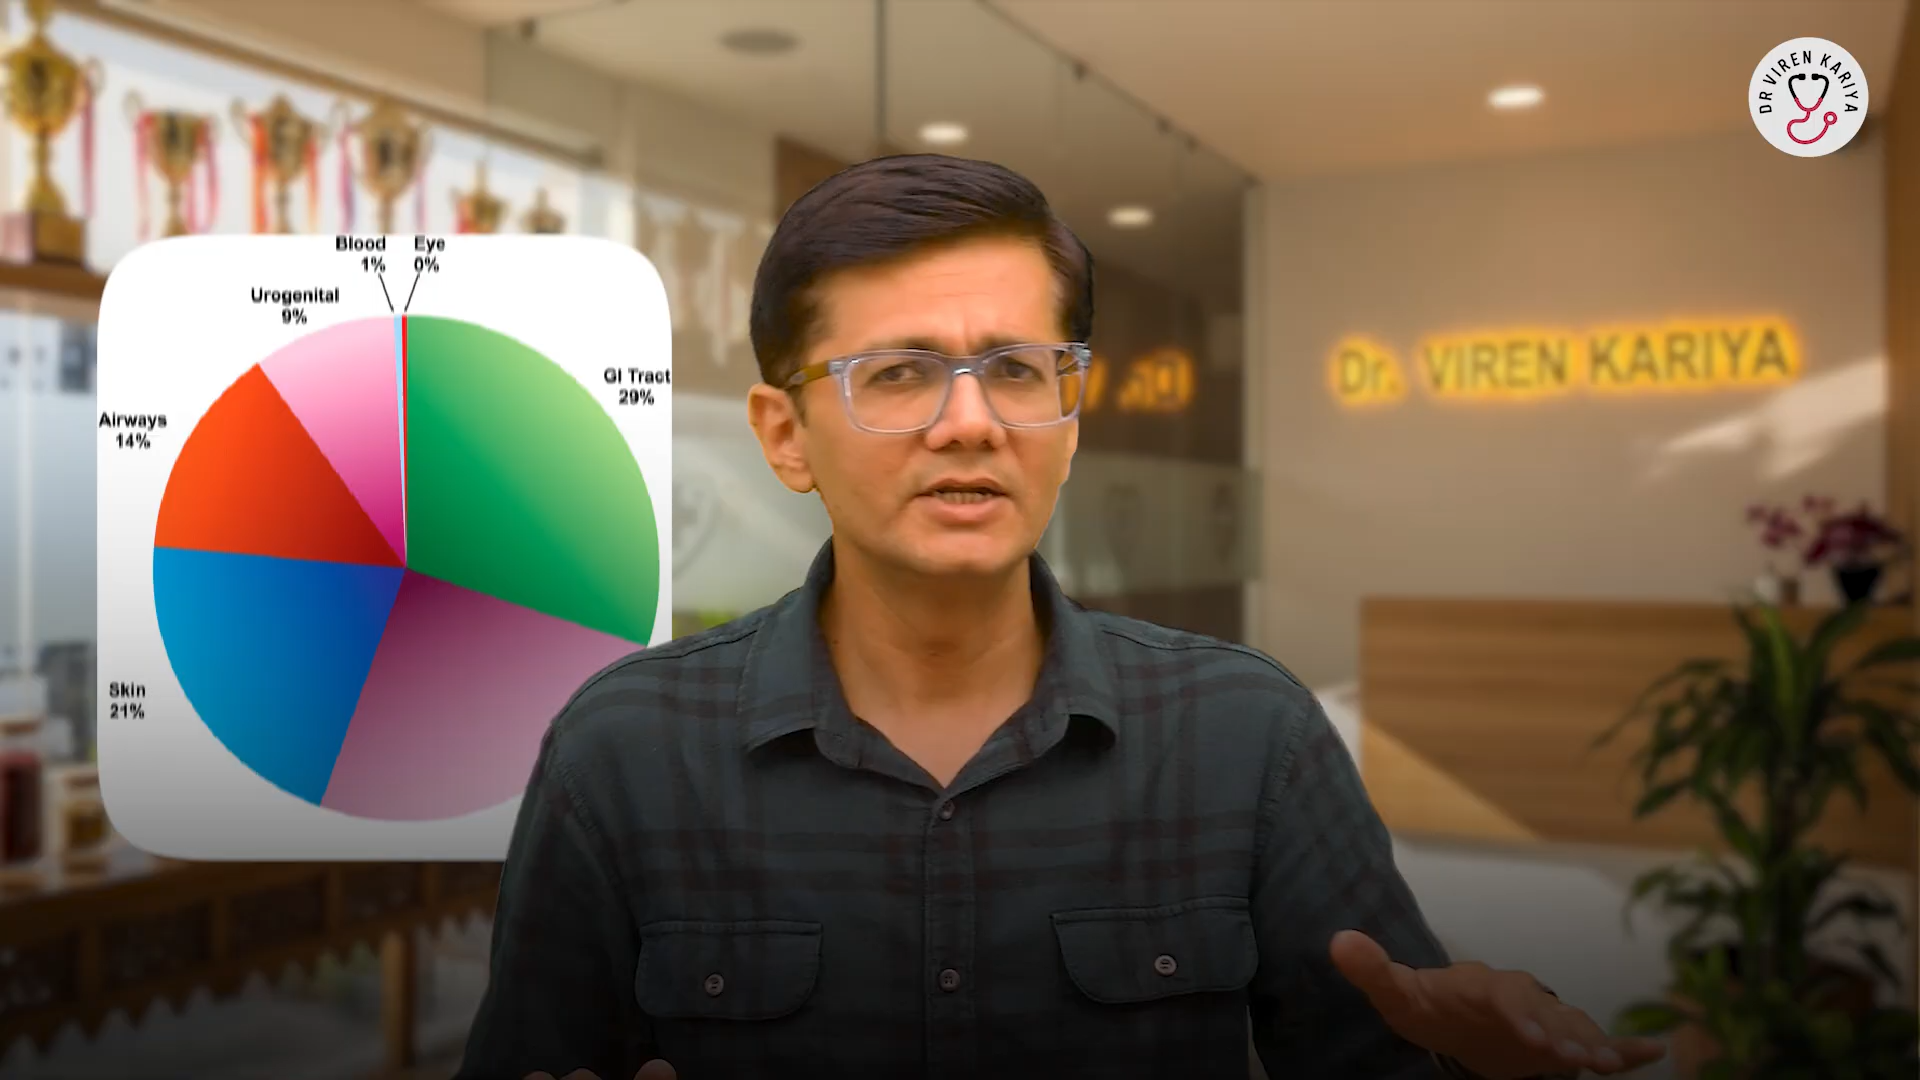 DR VIREN KARIYA
Blood
1%
Eye
0%
Urogenital
9%
GI Tract
29%
Airways
14%
Skin
21%
Dr. VIREN KARIYA